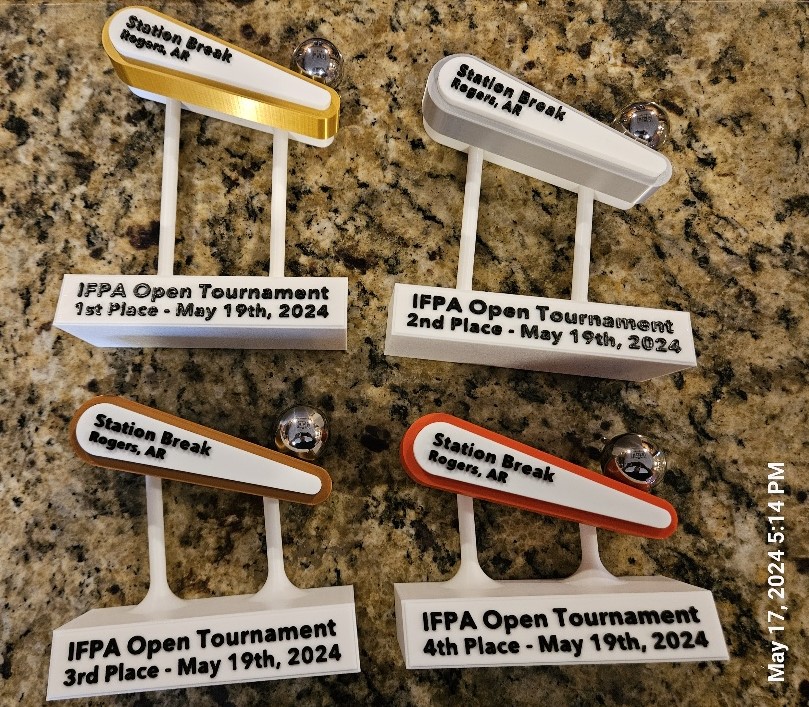 Station Break
Rogers, AR
IFPA Open Tournament
1st Place - May 19th, 2024
Station Break
Rogers, AR
IFPA Open Tournament
2nd Place - May 19th, 2024
Station Break
Rogers, AR
IFPA Open Tournament
3rd Place - May 19th, 2024
Station Break
Rogers, AR
IFPA Open Tournament
4th Place - May 19th, 2024
May 17, 2024 5:14 PM